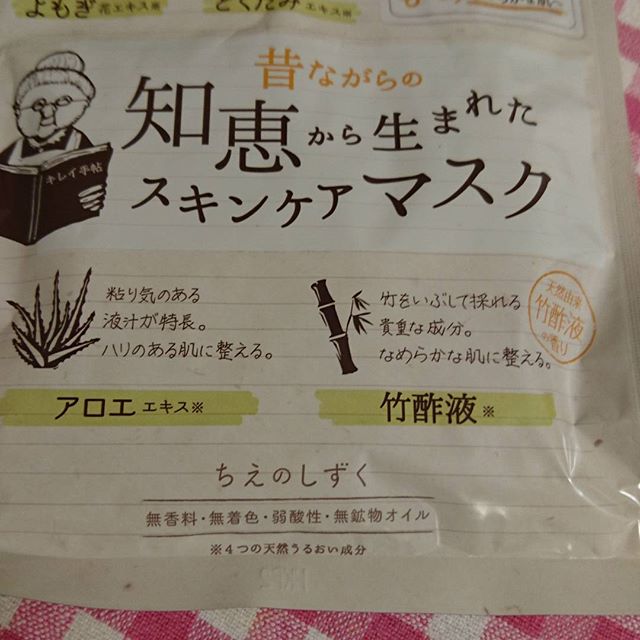 よもぎ花エキス※
どくだみエキス※
昔ながらの
知恵から生まれた
スキンケアマスク
キレイ手帖
粘り気のある
液汁が特長。
ハリのある肌に整える。
アロエエキス※
竹をいぶして採れる
貴重な成分。
なめらかな肌に整える。
竹酢液※
天然由来
竹酢液
の香り
ちえのしずく
無香料・無着色・弱酸性・無鉱物オイル
※4つの天然うるおい成分